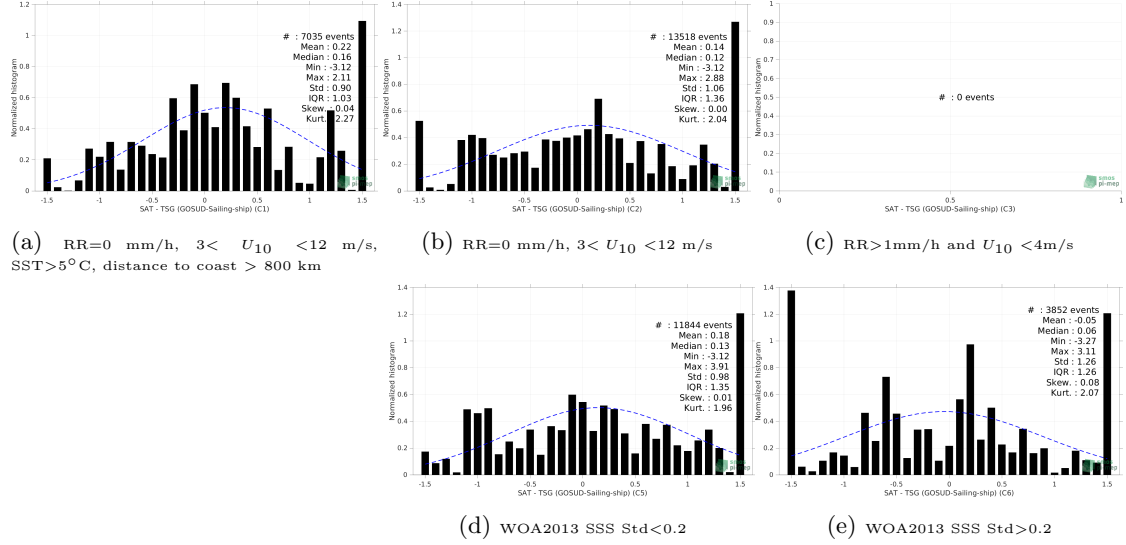 # : 7035 events
Mean : 0.22
Median : 0.16
Min : -3.12
Max : 2.11
Std : 0.90
IQR : 1.03
Skew. : 0.04
Kurt. : 2.27
Normalized histogram
1.2
1
0.8
0.6
0.4
0.2
0
-1.5 -1 -0.5 0 0.5 1 1.5
smos
pi-mep
SAT - TSG (GOSUD-Sailing-ship) (C1)
(a) RR=0 mm/h, 3< U10 <12 m/s,
SST>5°C, distance to coast > 800 km
# : 13518 events
Mean : 0.14
Median : 0.12
Min : -3.12
Max : 2.88
Std : 1.06
IQR : 1.36
Skew. : 0.00
Kurt. : 2.04
Normalized histogram
1.4
1.2
1
0.8
0.6
0.4
0.2
0
-1.5 -1 -0.5 0 0.5 1 1.5
smos
pi-mep
SAT - TSG (GOSUD-Sailing-ship) (C2)
(b) RR=0 mm/h, 3< U10 <12 m/s
# : 0 events
Normalized histogram
1
0.9
0.8
0.7
0.6
0.5
0.4
0.3
0.2
0.1
0
0 0.5 1
smos
pi-mep
SAT - TSG (GOSUD-Sailing-ship) (C3)
(c) RR>1mm/h and U10 <4m/s
# : 11844 events
Mean : 0.18
Median : 0.13
Min : -3.12
Max : 3.91
Std : 0.98
IQR : 1.35
Skew. : 0.01
Kurt. : 1.96
Normalized histogram
1.4
1.2
1
0.8
0.6
0.4
0.2
0
-1.5 -1 -0.5 0 0.5 1 1.5
smos
pi-mep
SAT - TSG (GOSUD-Sailing-ship) (C5)
(d) WOA2013 SSS Std<0.2
# : 3852 events
Mean : -0.05
Median : 0.06
Min : -3.27
Max : 3.11
Std : 1.26
IQR : 1.26
Skew. : 0.08
Kurt. : 2.07
Normalized histogram
1.4
1.2
1
0.8
0.6
0.4
0.2
0
-1.5 -1 -0.5 0 0.5 1 1.5
smos
pi-mep
SAT - TSG (GOSUD-Sailing-ship) (C6)
(e) WOA2013 SSS Std>0.2